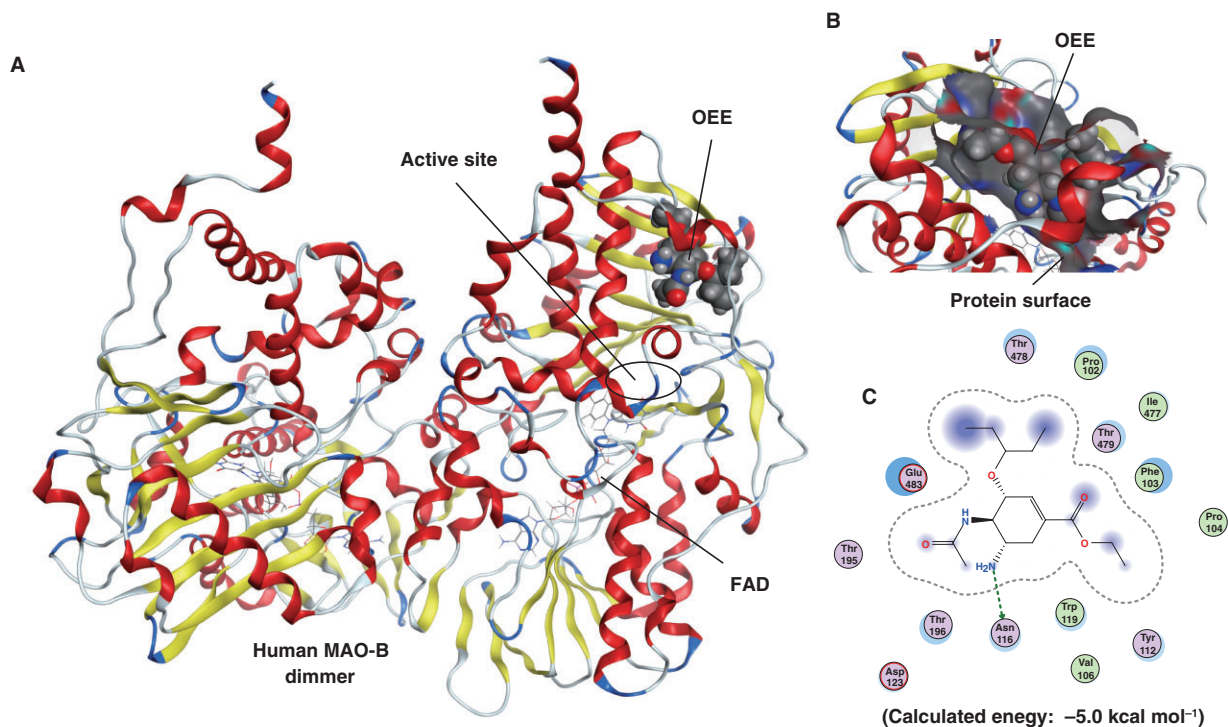 A
Active site
OEE
FAD
Human MAO-B
dimmer
B
OEE
Protein surface
C
Thr
478
Pro
102
Ile
477
Thr
479
Glu
483
Phe
103
Pro
104
Thr
195
Thr
196
Asn
116
Trp
119
Tyr
112
Val
106
Asp
123
O
O
O
H
N
O
H₂N
(Calculated enegy: –5.0 kcal mol⁻¹)